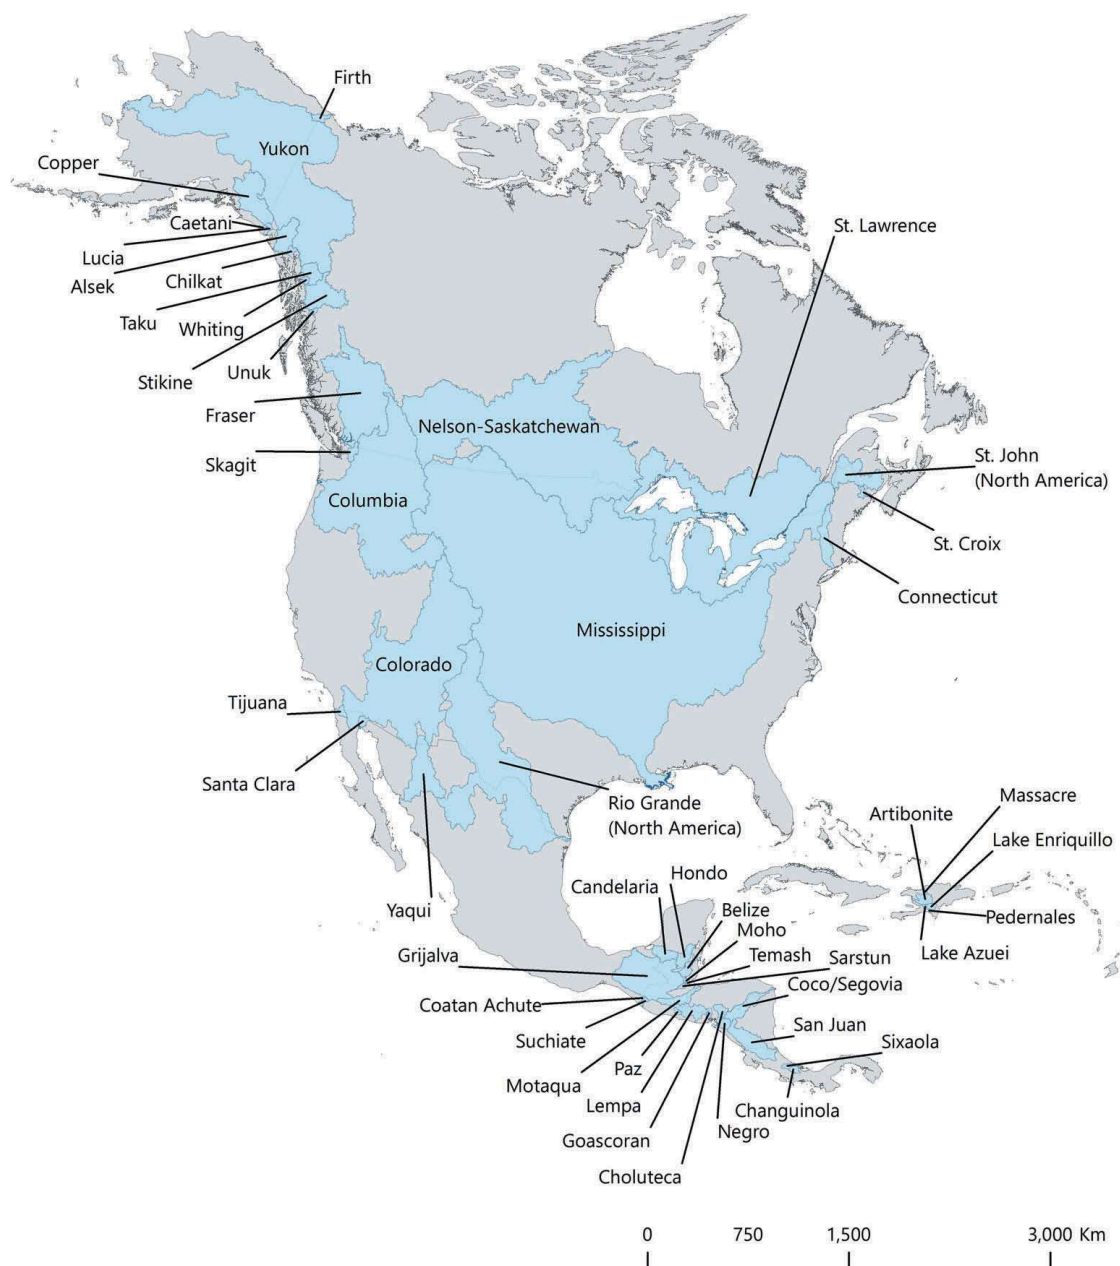 Firth
Yukon
Copper
Caetani
Lucia
Alsek
Chilkat
Taku
Whiting
Stikine
Unuk
Fraser
Skagit
Nelson-Saskatchewan
Columbia
St. Lawrence
St. John
(North America)
St. Croix
Connecticut
Mississippi
Colorado
Tijuana
Santa Clara
Rio Grande
(North America)
Yaqui
Massacre
Artibonite
Lake Enriquillo
Pedernales
Lake Azuei
Hondo
Candelaria
Belize
Moho
Temash
Sarstun
Grijalva
Coco/Segovia
Coatan Achute
San Juan
Suchiate
Sixaola
Paz
Motaqua
Lempa
Changuinola
Negro
Goascoran
Choluteca
0 750 1,500 3,000 Km